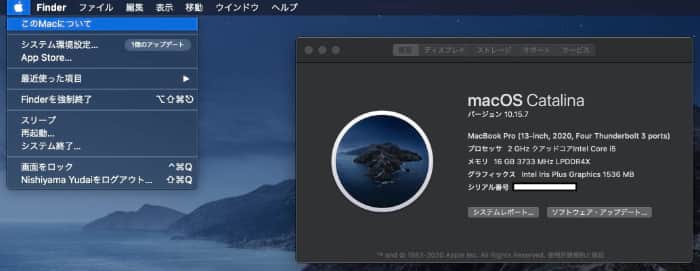 Finder ファイル 編集 表示 移動 ウインドウ ヘルプ
このMacについて
システム環境設定... 1個のアップデート
App Store...
最近使った項目 ▶
Finderを強制終了 ⌥⇧⌘⎋
スリープ
再起動...
システム終了...
画面をロック ^⌘Q
Nishiyama Yudaiをログアウト... ⇧⌘Q
概要 ディスプレイ ストレージ サポート サービス
macOS Catalina
バージョン 10.15.7
MacBook Pro (13-inch, 2020, Four Thunderbolt 3 ports)
プロセッサ 2 GHz クアッドコアIntel Core i5
メモリ 16 GB 3733 MHz LPDDR4X
グラフィックス Intel Iris Plus Graphics 1536 MB
シリアル番号
システムレポート... ソフトウェア・アップデート...
™ and © 1983-2020 Apple Inc. All Rights Reserved. 使用許諾契約と保証